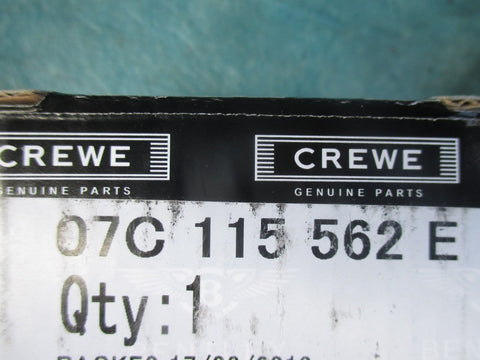 CREWE CREWE
GENUINE PARTS GENUINE PARTS
07C 115 562 E
Qty:1